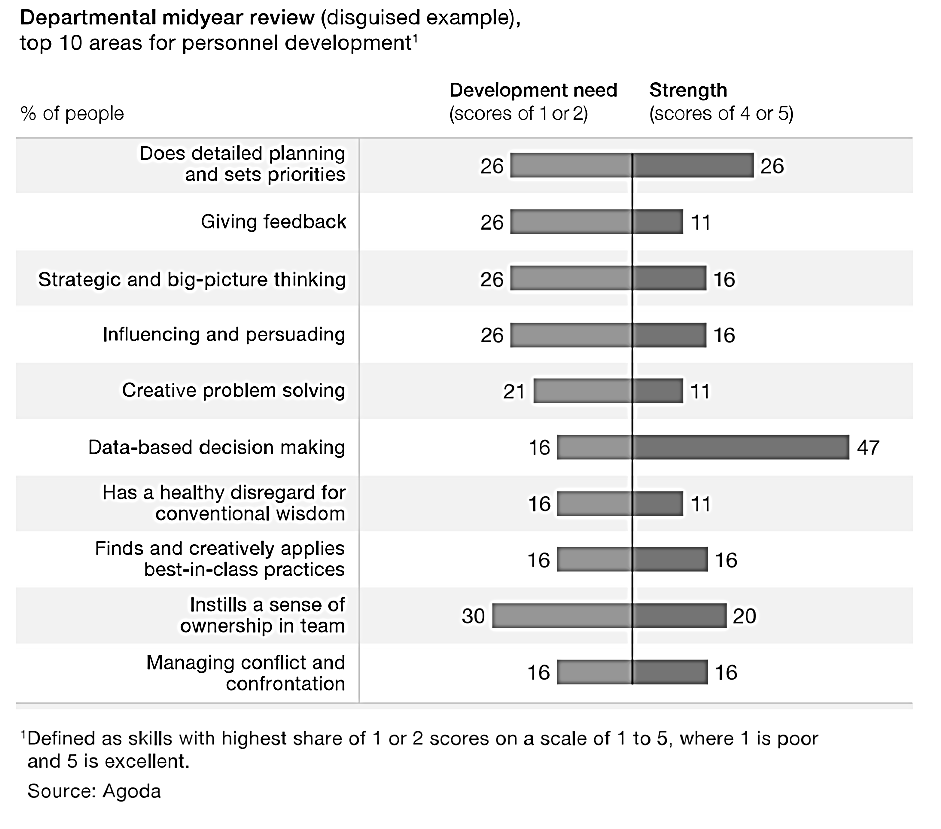 Departmental midyear review (disguised example),
top 10 areas for personnel development¹
% of people
Development need
(scores of 1 or 2)
Strength
(scores of 4 or 5)
Does detailed planning
and sets priorities
26
26
Giving feedback
26
11
Strategic and big-picture thinking
26
16
Influencing and persuading
26
16
Creative problem solving
21
11
Data-based decision making
16
47
Has a healthy disregard for
conventional wisdom
16
11
Finds and creatively applies
best-in-class practices
16
16
Instills a sense of
ownership in team
30
20
Managing conflict and
confrontation
16
16
¹Defined as skills with highest share of 1 or 2 scores on a scale of 1 to 5, where 1 is poor
and 5 is excellent.
Source: Agoda